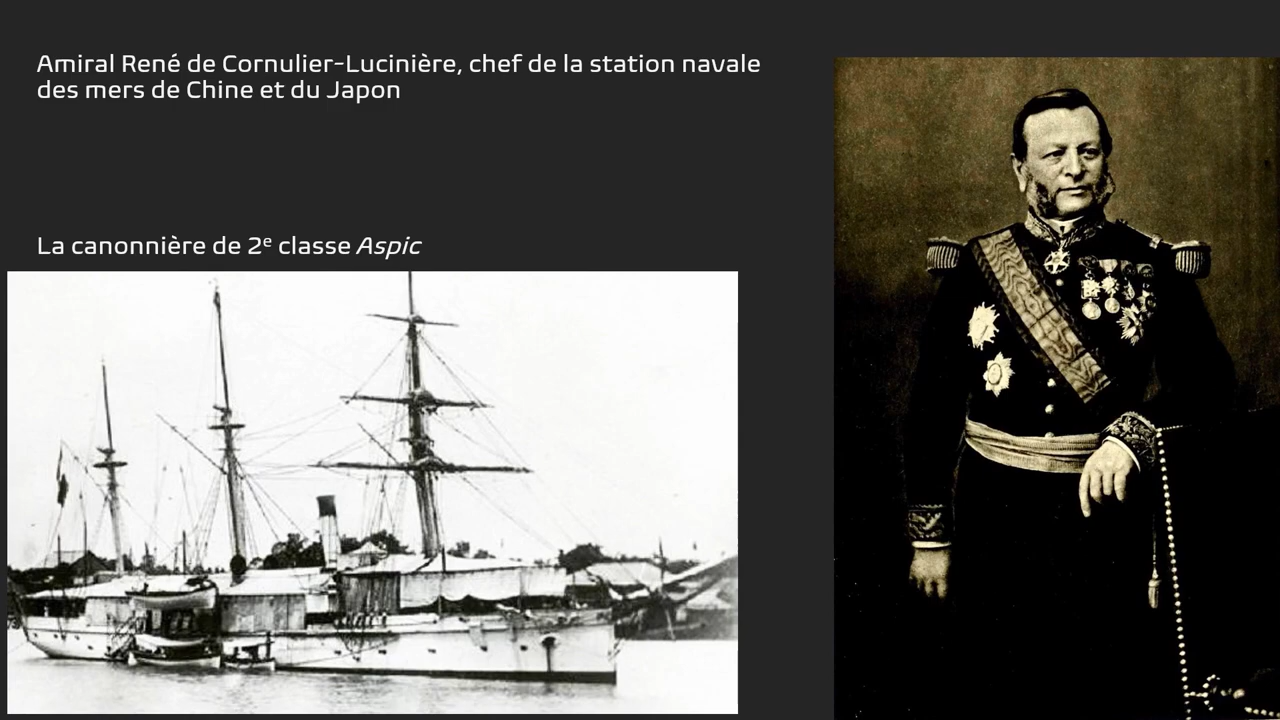 Amiral René de Cornulier-Lucinière, chef de la station navale
des mers de Chine et du Japon
La canonnière de 2e classe Aspic